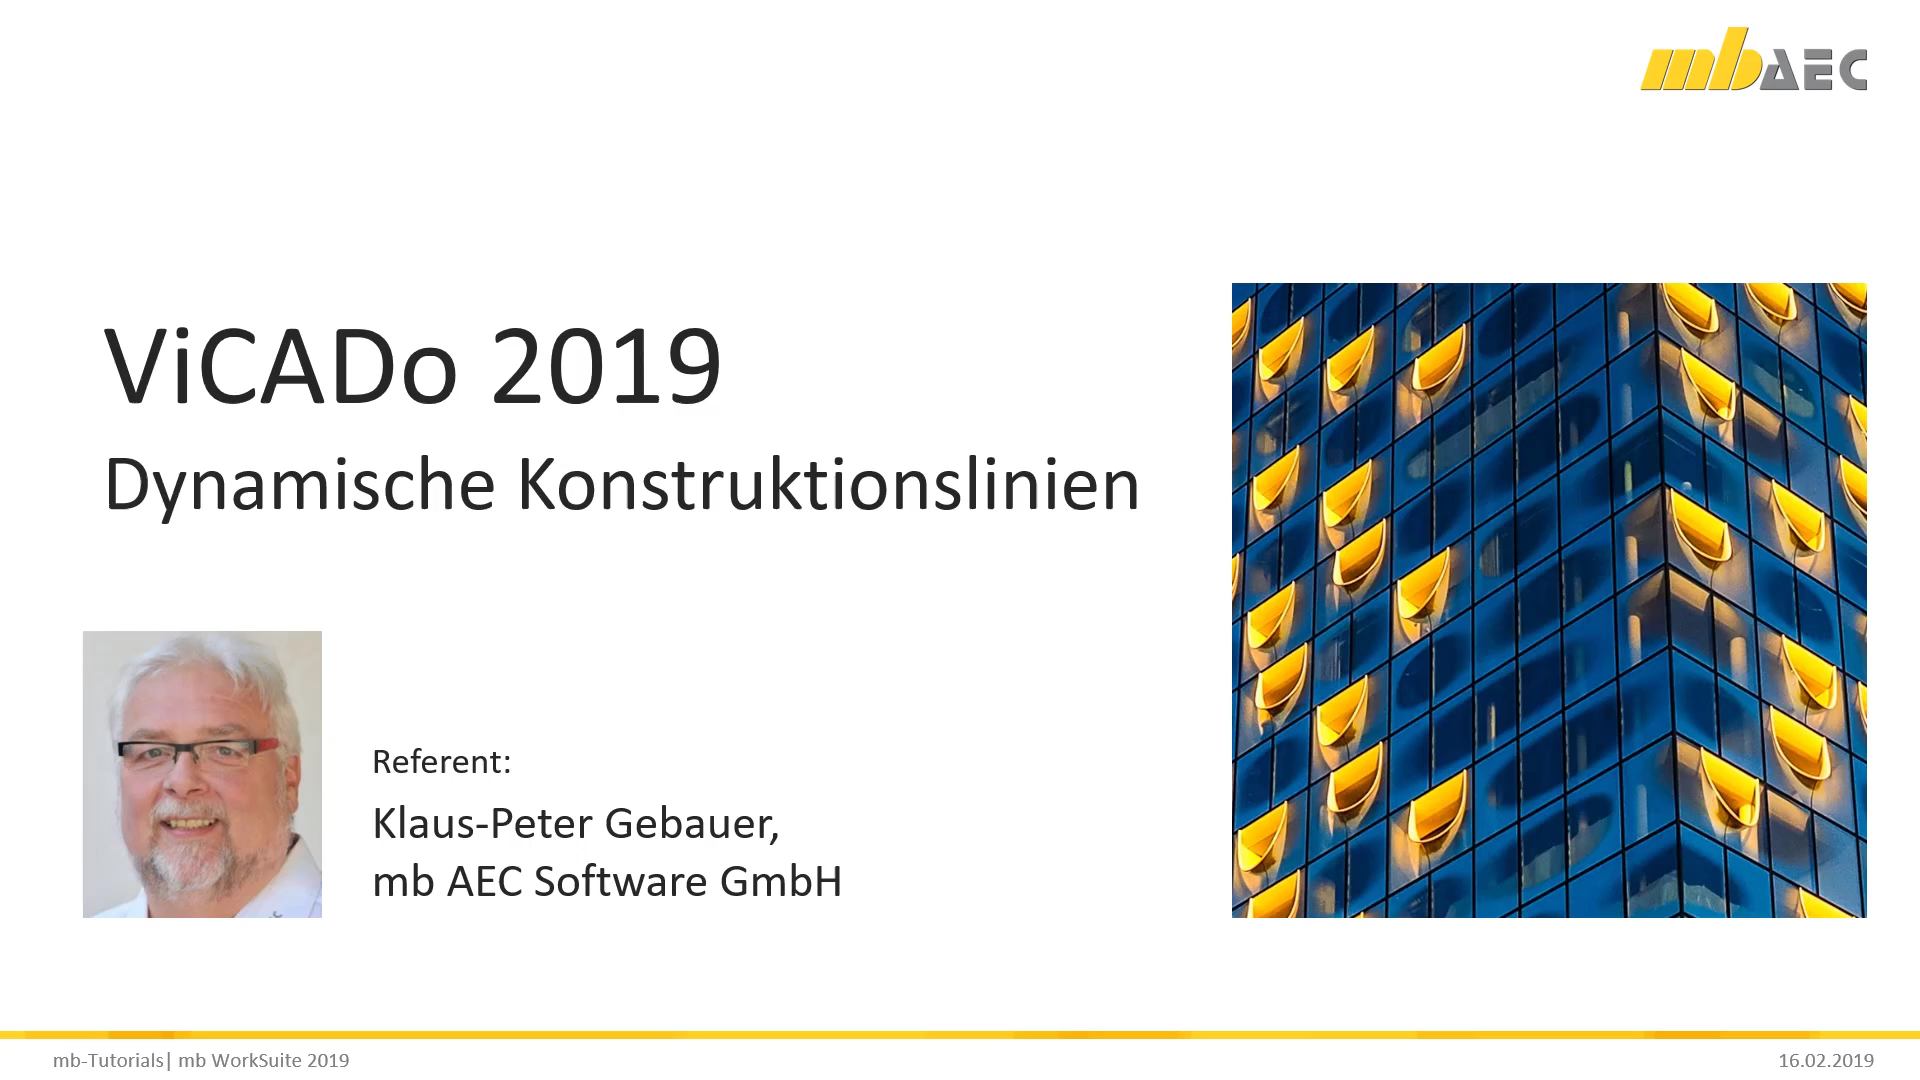 mbAEC
ViCADo 2019
Dynamische Konstruktionslinien
Referent:
Klaus-Peter Gebauer,
mb AEC Software GmbH
mb-Tutorials| mb WorkSuite 2019
16.02.2019